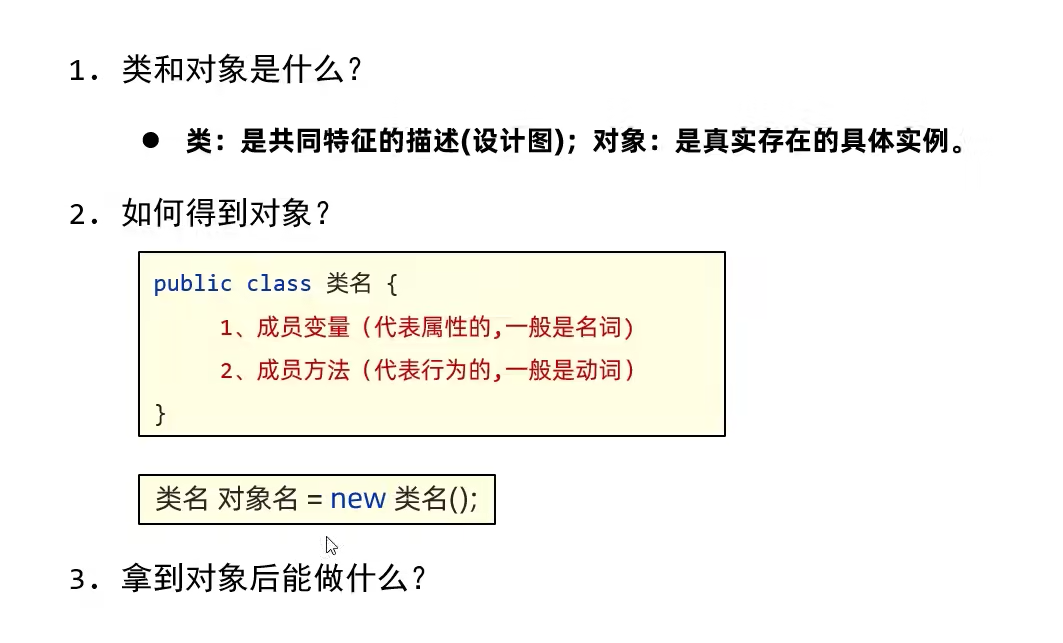 1. 类和对象是什么？
● 类：是共同特征的描述(设计图)；对象：是真实存在的具体实例。
2. 如何得到对象？
public class 类名 {
1、成员变量（代表属性的,一般是名词）
2、成员方法（代表行为的,一般是动词）
}
类名 对象名 = new 类名();
3. 拿到对象后能做什么？